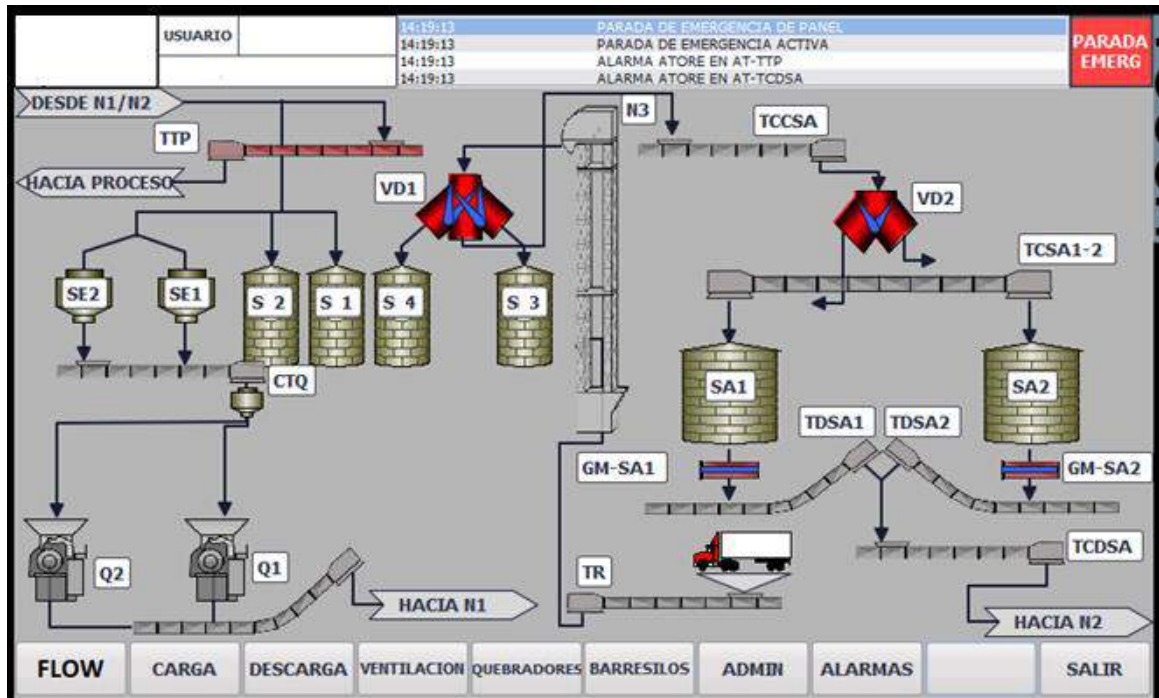 USUARIO
14:19:13 PARADA DE EMERGENCIA DE PANEL
14:19:13 PARADA DE EMERGENCIA ACTIVA
14:19:13 ALARMA ATORE EN AT-TTP
14:19:13 ALARMA ATORE EN AT-TCDSA
PARADA
EMERG
DESDE N1/N2
TTP
N3
TCCSA
HACIA PROCESO
VD1
VD2
TCSA1-2
SE2
SE1
S 2
S 1
S 4
S 3
CTQ
SA1
SA2
TDSA1
TDSA2
GM-SA1
GM-SA2
Q2
Q1
TR
TCDSA
HACIA N1
HACIA N2
FLOW
CARGA
DESCARGA
VENTILACION
QUEBRADORES
BARRESILOS
ADMIN
ALARMAS
SALIR